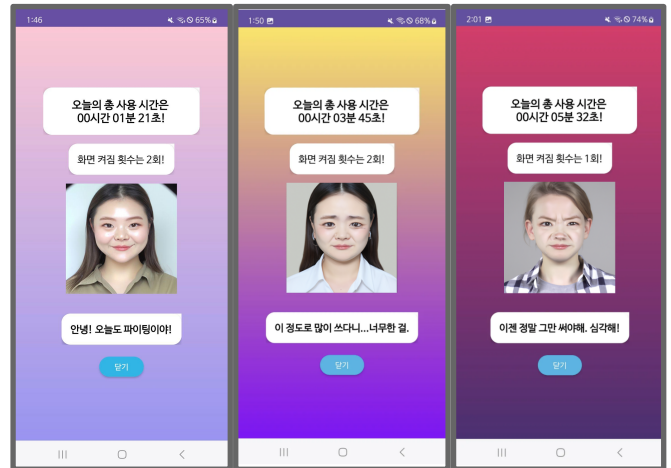 1:46
65%
오늘의 총 사용 시간은
00시간 01분 21초!
화면 켜짐 횟수는 2회!
안녕! 오늘도 파이팅이야!
닫기
1:50
68%
오늘의 총 사용 시간은
00시간 03분 45초!
화면 켜짐 횟수는 2회!
이 정도로 많이 쓰다니...너무한 걸.
닫기
2:01
74%
오늘의 총 사용 시간은
00시간 05분 32초!
화면 켜짐 횟수는 1회!
이젠 정말 그만 써야해. 심각해!
닫기